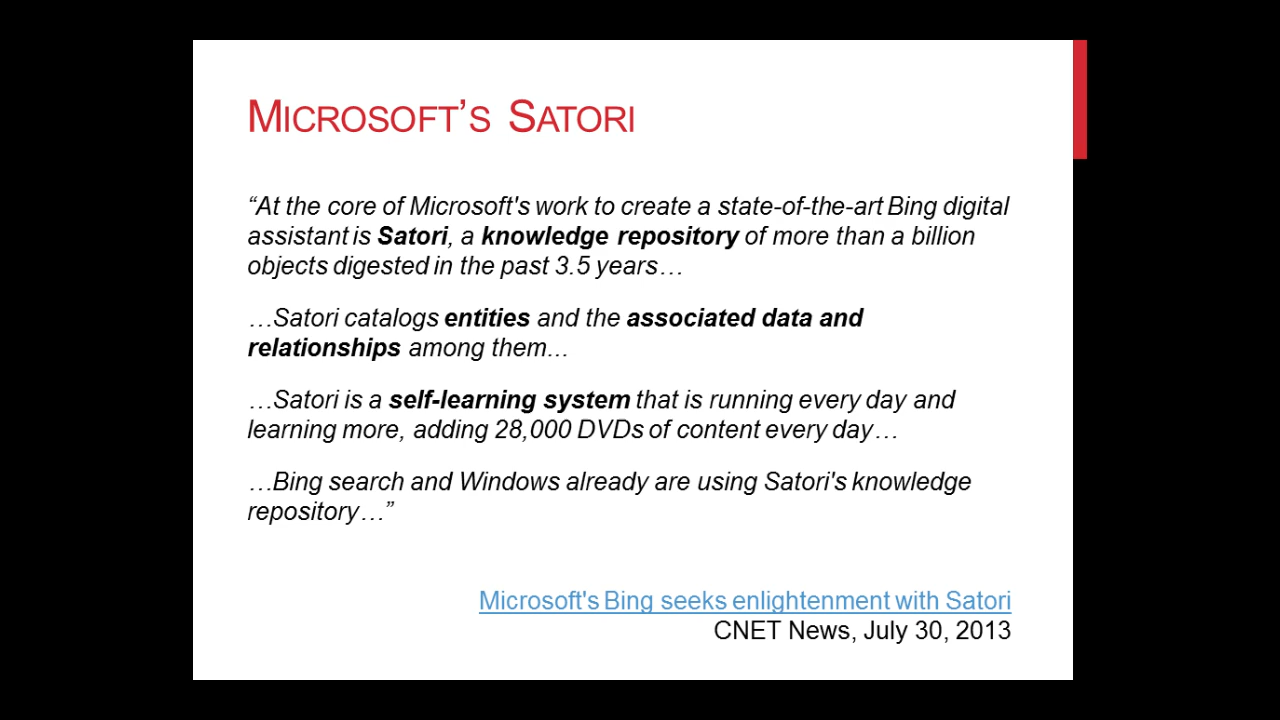 MICROSOFT’S SATORI
“At the core of Microsoft's work to create a state-of-the-art Bing digital
assistant is Satori, a knowledge repository of more than a billion
objects digested in the past 3.5 years…
…Satori catalogs entities and the associated data and
relationships among them...
…Satori is a self-learning system that is running every day and
learning more, adding 28,000 DVDs of content every day…
…Bing search and Windows already are using Satori's knowledge
repository…”
Microsoft's Bing seeks enlightenment with Satori
CNET News, July 30, 2013